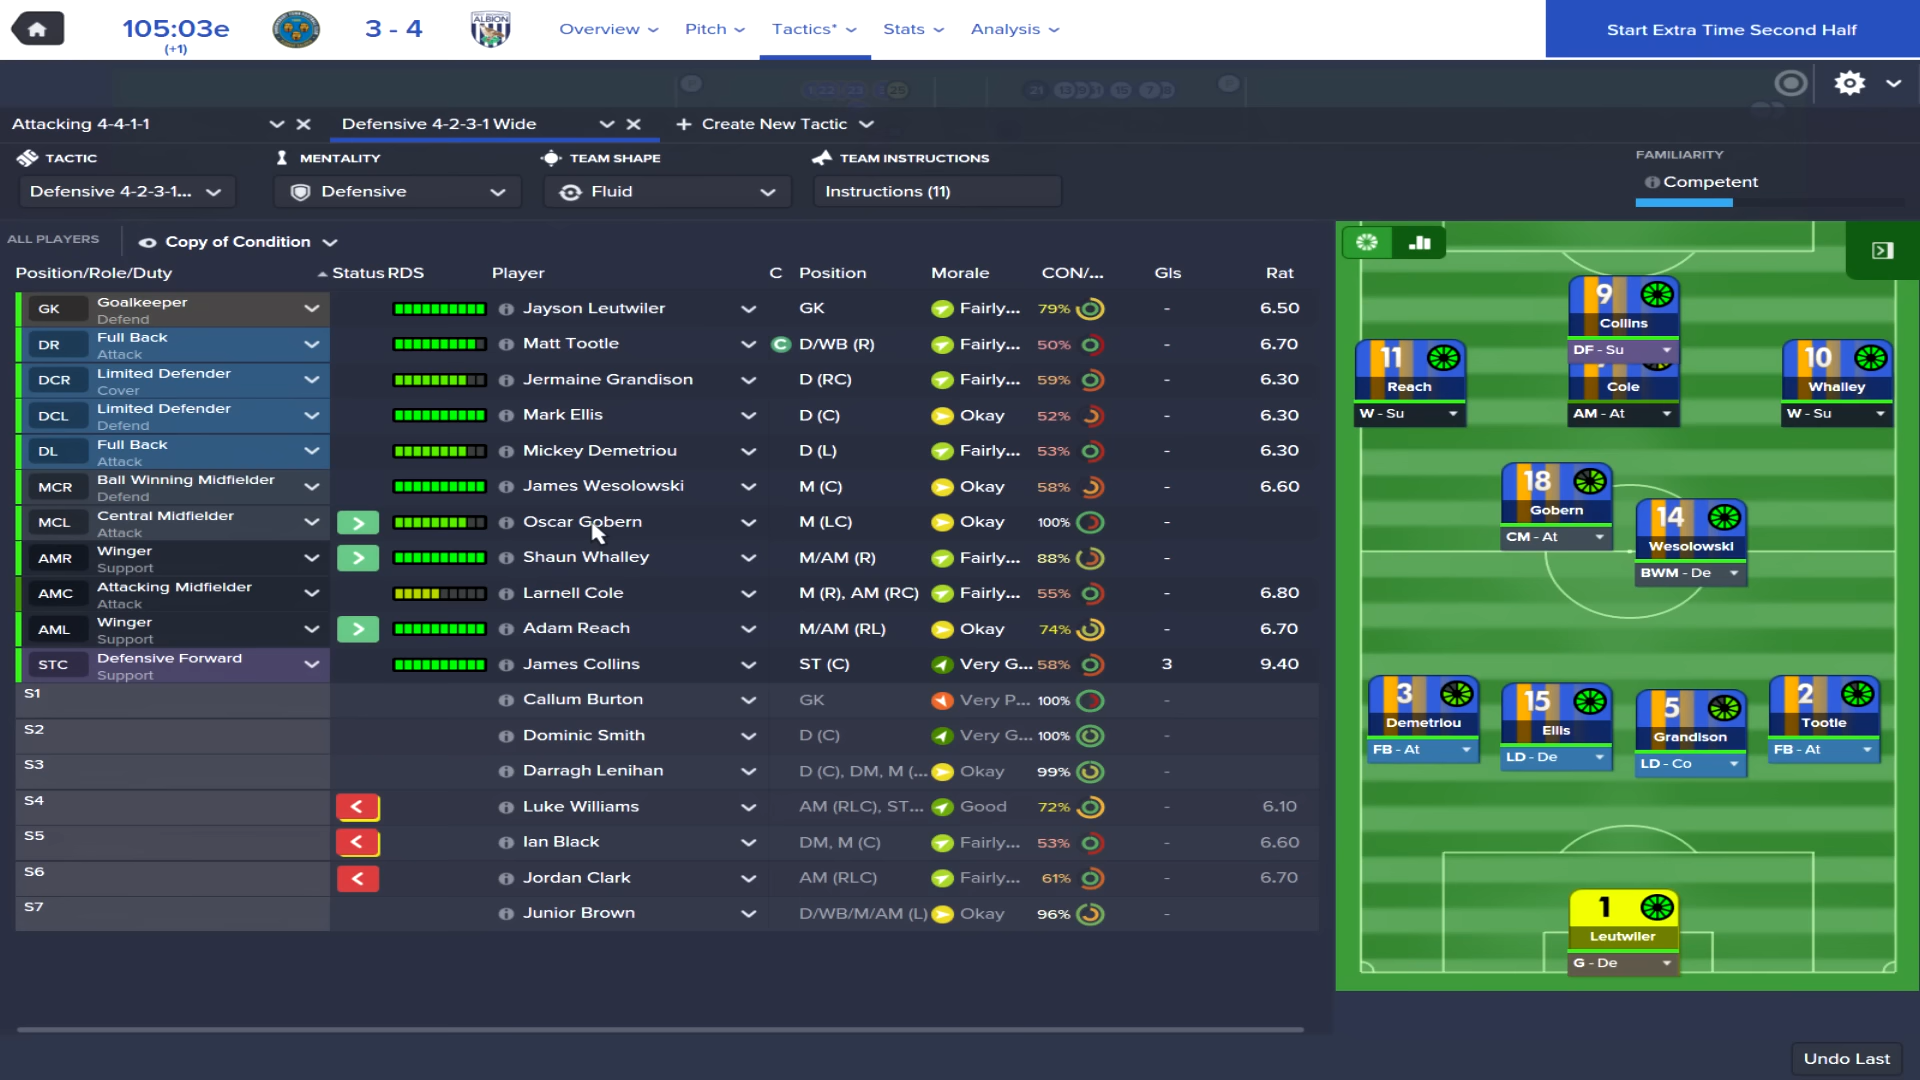 105:03e
(+1)
3 - 4
ALBION
Overview
Pitch
Tactics*
Stats
Analysis
Start Extra Time Second Half
Attacking 4-4-1-1
Defensive 4-2-3-1 Wide
Create New Tactic
TACTIC
MENTALITY
TEAM SHAPE
TEAM INSTRUCTIONS
FAMILIARITY
Defensive 4-2-3-1...
Defensive
Fluid
Instructions (11)
Competent
ALL PLAYERS
Copy of Condition
Position/Role/Duty Status RDS Player C Position Morale CON/... Gls Rat
GK Goalkeeper Defend Jayson Leutwiler GK Fairly... 79% - 6.50
DR Full Back Attack Matt Tootle C D/WB (R) Fairly... 50% - 6.70
DCR Limited Defender Cover Jermaine Grandison D (RC) Fairly... 59% - 6.30
DCL Limited Defender Defend Mark Ellis D (C) Okay 52% - 6.30
DL Full Back Attack Mickey Demetriou D (L) Fairly... 53% - 6.30
MCR Ball Winning Midfielder Defend James Wesolowski M (C) Okay 58% - 6.60
MCL Central Midfielder Attack Oscar Gobern M (LC) Okay 100% -
AMR Winger Support Shaun Whalley M/AM (R) Fairly... 88% -
AMC Attacking Midfielder Attack Larnell Cole M (R), AM (RC) Fairly... 55% - 6.80
AML Winger Support Adam Reach M/AM (RL) Okay 74% - 6.70
STC Defensive Forward Support James Collins ST (C) Very G... 58% 3 9.40
S1 Callum Burton GK Very P... 100% -
S2 Dominic Smith D (C) Very G... 100% -
S3 Darragh Lenihan D (C), DM, M (... Okay 99% -
S4 Luke Williams AM (RLC), ST... Good 72% - 6.10
S5 Ian Black DM, M (C) Fairly... 53% - 6.60
S6 Jordan Clark AM (RLC) Fairly... 61% - 6.70
S7 Junior Brown D/WB/M/AM (L) Okay 96% -
9
Collins
DF - Su
11
Reach
W - Su
Cole
AM - At
10
Whalley
W - Su
18
Gobern
CM - At
14
Wesolowski
BWM - De
3
Demetriou
FB - At
15
Ellis
LD - De
5
Grandison
LD - Co
2
Tootle
FB - At
1
Leutwiler
G - De
Undo Last